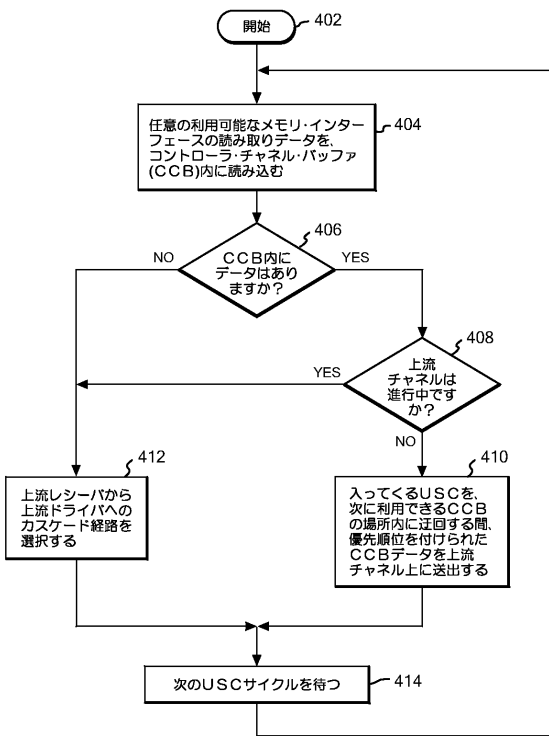 開始
402
任意の利用可能なメモリ・インター
フェースの読み取りデータを、
コントローラ・チャネル・バッファ
(CCB)内に読み込む
404
406
CCB内に
データはあり
ますか?
NO
YES
408
上流
チャネルは
進行中です
か?
YES
NO
412
上流レシーバから
上流ドライバへの
カスケード経路を
選択する
410
入ってくるUSCを、
次に利用できるCCB
の場所内に迂回する間、
優先順位を付けられた
CCBデータを上流
チャネル上に送出する
次のUSCサイクルを待つ
414